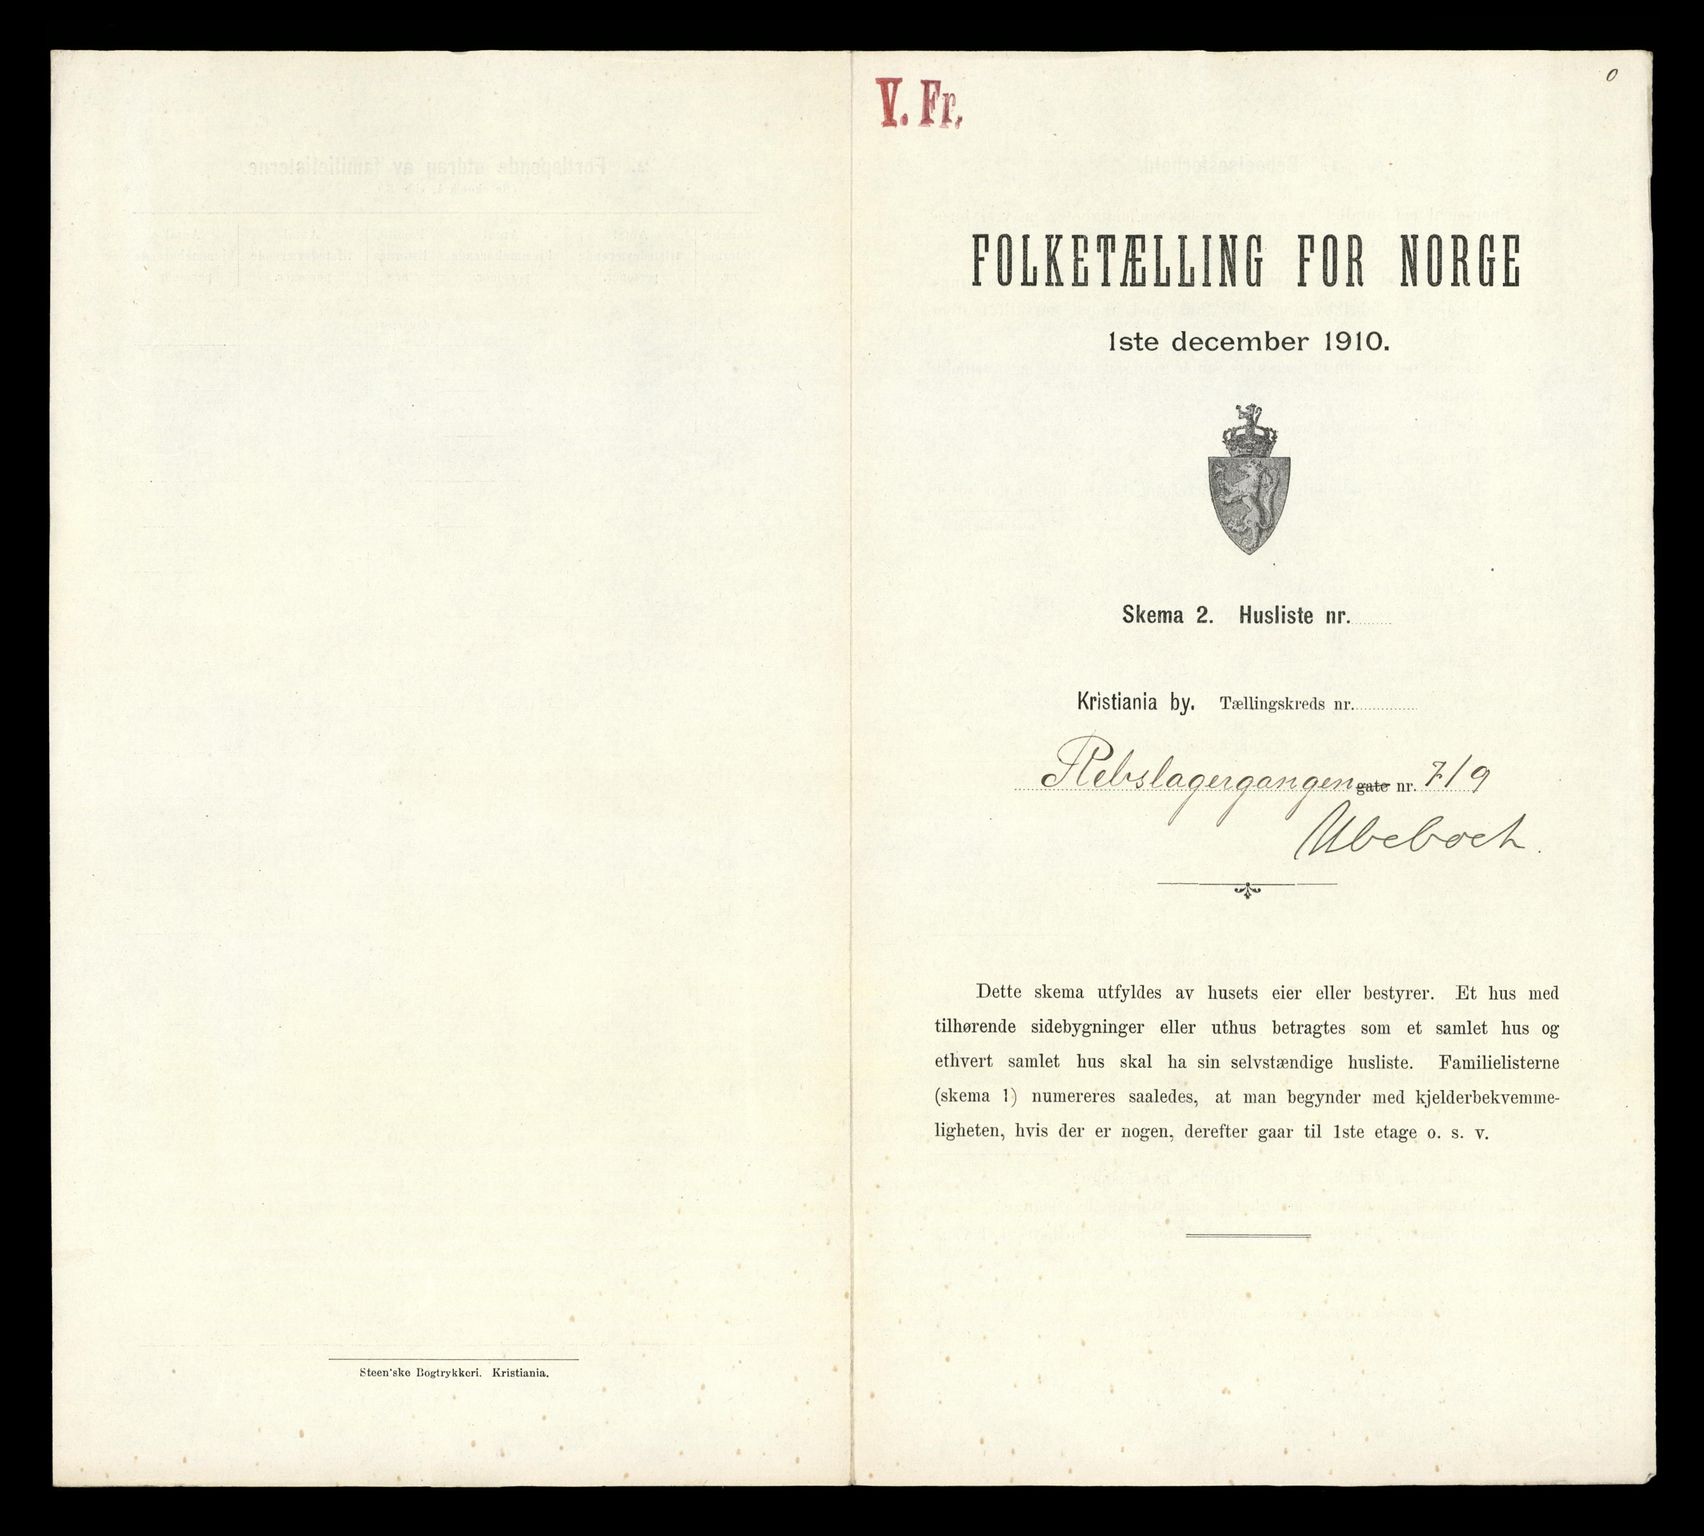 V. Fr.
0
FOLKETÆLLING FOR NORGE
1ste december 1910.
Skema 2. Husliste nr.
Kristiania by. Tællingskreds nr.
Rebslagergangen gate nr. 7/9
Ubeboet.
Dette skema utfyldes av husets eier eller bestyrer. Et hus med
tilhørende sidebygninger eller uthus betragtes som et samlet hus og
ethvert samlet hus skal ha sin selvstændige husliste. Familielisterne
(skema 1) numereres saaledes, at man begynder med kjelderbekvemme-
ligheten, hvis der er nogen, derefter gaar til 1ste etage o. s. v.
Steen'ske Bogtrykkeri. Kristiania.